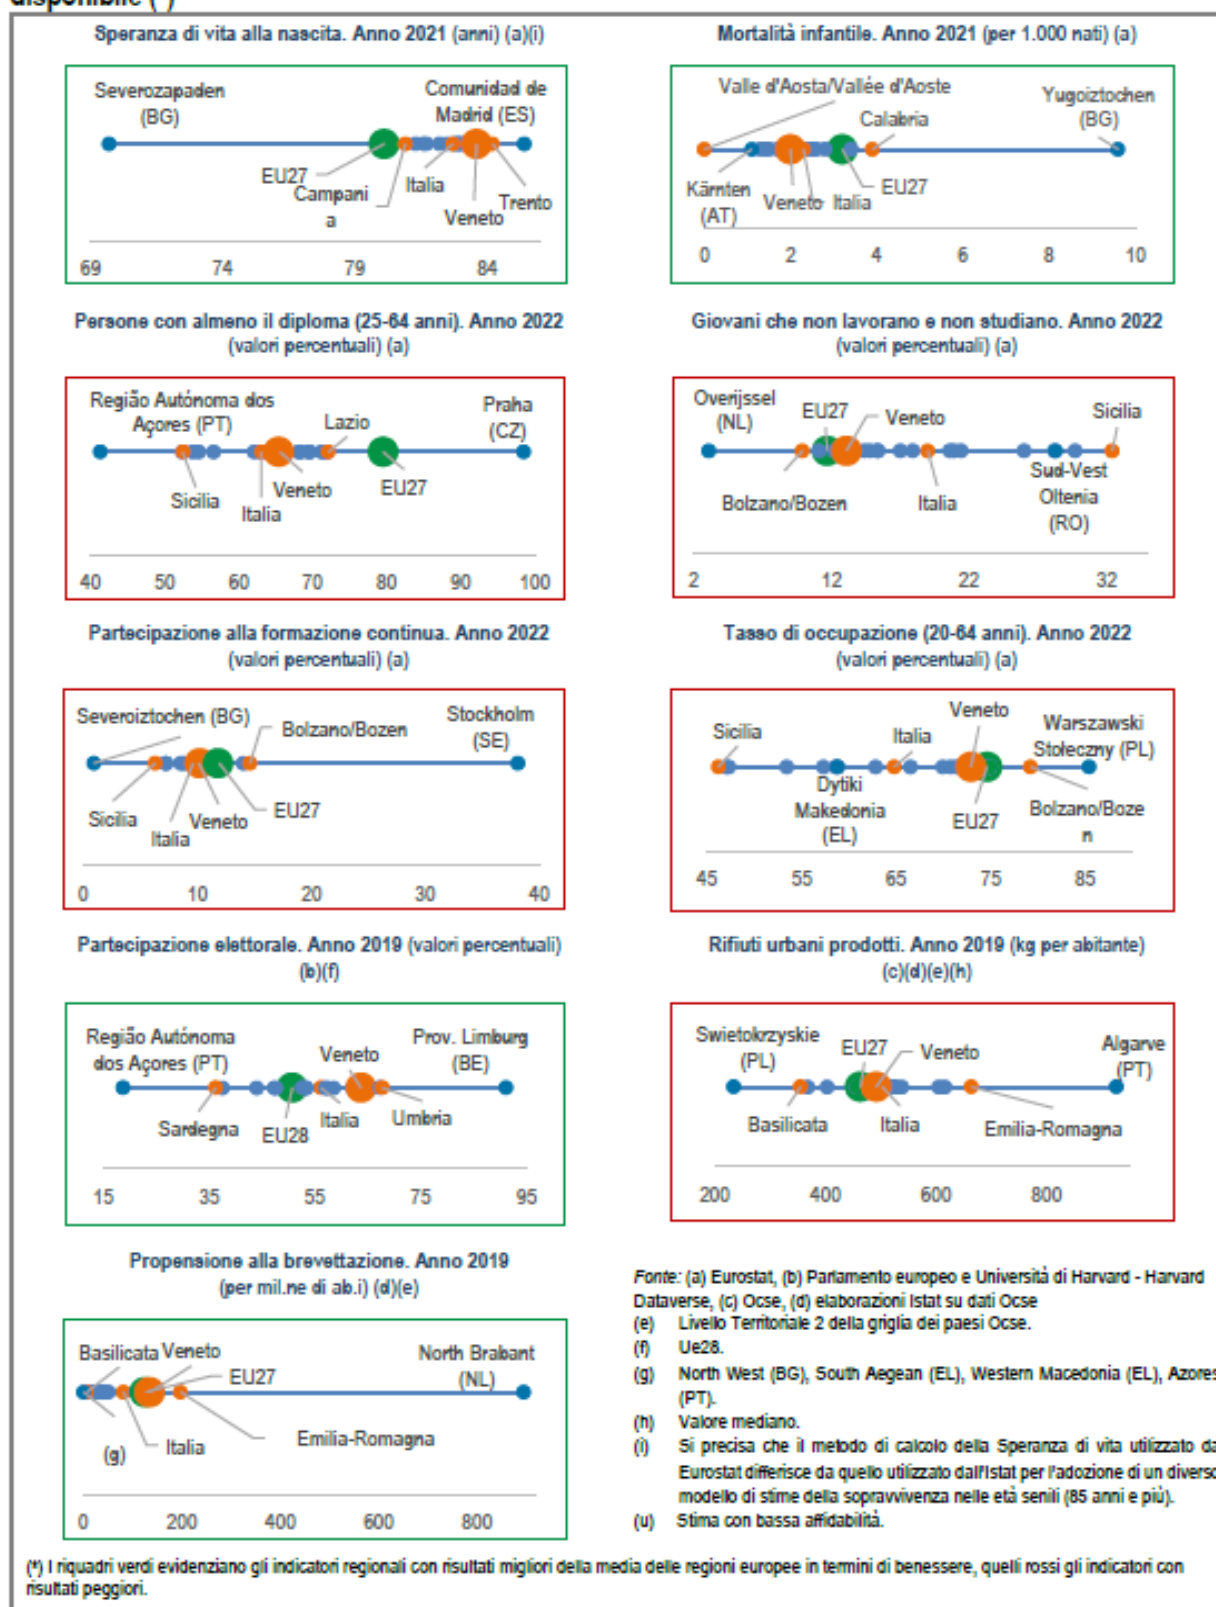 disponibile (*)
Speranza di vita alla nascita. Anno 2021 (anni) (a)(i)
Severozapaden
(BG)
Comunidad de
Madrid (ES)
EU27
Campani
a
Italia
Veneto
Trento
69 74 79 84
Mortalità infantile. Anno 2021 (per 1.000 nati) (a)
Valle d'Aosta/Vallée d'Aoste
Calabria
Yugoiztochen
(BG)
Kärnten
(AT)
Veneto
Italia
EU27
0 2 4 6 8 10
Persone con almeno il diploma (25-64 anni). Anno 2022
(valori percentuali) (a)
Região Autónoma dos
Açores (PT)
Lazio
Praha
(CZ)
Sicilia
Italia
Veneto
EU27
40 50 60 70 80 90 100
Giovani che non lavorano e non studiano. Anno 2022
(valori percentuali) (a)
Overijssel
(NL)
EU27
Veneto
Sicilia
Bolzano/Bozen
Italia
Sud-Vest
Oltenia
(RO)
2 12 22 32
Partecipazione alla formazione continua. Anno 2022
(valori percentuali) (a)
Severoiztochen (BG)
Bolzano/Bozen
Stockholm
(SE)
Sicilia
Italia
Veneto
EU27
0 10 20 30 40
Tasso di occupazione (20-64 anni). Anno 2022
(valori percentuali) (a)
Sicilia
Italia
Veneto
Warszawski
Stołeczny (PL)
Dytiki
Makedonia
(EL)
EU27
Bolzano/Boze
n
45 55 65 75 85
Partecipazione elettorale. Anno 2019 (valori percentuali)
(b)(f)
Região Autónoma
dos Açores (PT)
Veneto
Prov. Limburg
(BE)
Sardegna
EU28
Italia
Umbria
15 35 55 75 95
Rifiuti urbani prodotti. Anno 2019 (kg per abitante)
(c)(d)(e)(h)
Swietokrzyskie
(PL)
EU27
Veneto
Algarve
(PT)
Basilicata
Italia
Emilia-Romagna
200 400 600 800
Propensione alla brevettazione. Anno 2019
(per mil.ne di ab.i) (d)(e)
Basilicata
Veneto
EU27
North Brabant
(NL)
(g)
Italia
Emilia-Romagna
0 200 400 600 800
Fonte: (a) Eurostat, (b) Parlamento europeo e Università di Harvard - Harvard
Dataverse, (c) Ocse, (d) elaborazioni Istat su dati Ocse
(e) Livello Territoriale 2 della griglia dei paesi Ocse.
(f) Ue28.
(g) North West (BG), South Aegean (EL), Western Macedonia (EL), Azores
(PT).
(h) Valore mediano.
(i) Si precisa che il metodo di calcolo della Speranza di vita utilizzato da
Eurostat differisce da quello utilizzato dall'Istat per l'adozione di un diverso
modello di stime della sopravvivenza nelle età senili (85 anni e più).
(u) Stima con bassa affidabilità.
(*) I riquadri verdi evidenziano gli indicatori regionali con risultati migliori della media delle regioni europee in termini di benessere, quelli rossi gli indicatori con
risultati peggiori.